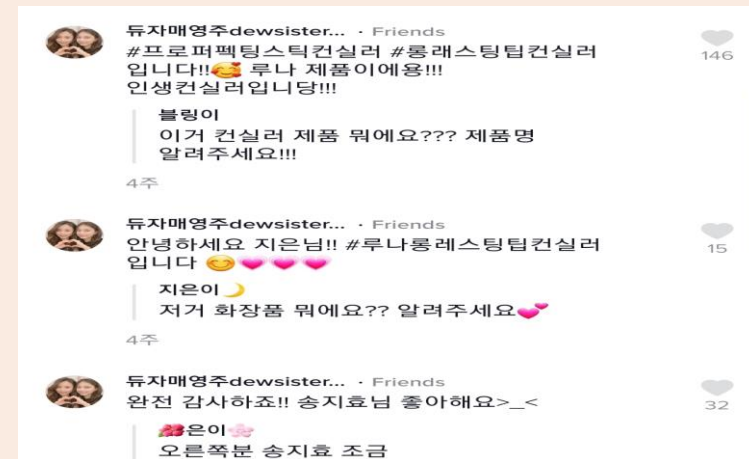 듀자매영주dewsister... · Friends
#프로퍼펙팅스틱컨실러 #롱래스팅팁컨실러
입니다!!🥰 루나 제품이에용!!!
인생컨실러입니당!!!
146
블링이
이거 컨실러 제품 뭐에요??? 제품명
알려주세요!!!
4주
듀자매영주dewsister... · Friends
안녕하세요 지은님!! #루나롱레스팅팁컨실러
입니다 😊💗💗💗
15
지은이🌙
저거 화장품 뭐에요?? 알려주세요💕
4주
듀자매영주dewsister... · Friends
완전 감사하죠!! 송지효님 좋아해요>_<
32
🌺은이🌸
오른쪽분 송지효 조금